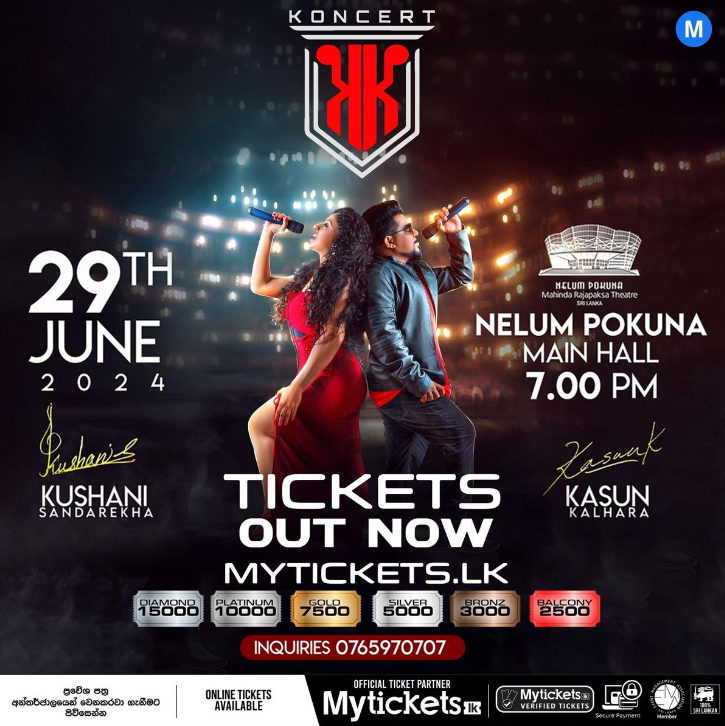 KONCERT
KK
M
29TH
JUNE
2024
NELUM POKUNA
Mahinda Rajapaksa Theatre
SRI LANKA
NELUM POKUNA
MAIN HALL
7.00 PM
Kushani S
KUSHANI
SANDAREKHA
Kasun K
KASUN
KALHARA
TICKETS
OUT NOW
MYTICKETS.LK
DIAMOND
15000
PLATINUM
10000
GOLD
7500
SILVER
5000
BRONZ
3000
BALCONY
2500
INQUIRIES 0765970707
ප්‍රවේශ පත්‍ර
අන්තර්ජාලයෙන් වෙනකරවා ගැනීමට
පිවිසෙන්න
ONLINE TICKETS
AVAILABLE
OFFICIAL TICKET PARTNER
Mytickets.lk
Mytickets.lk
VERIFIED TICKETS
Secure Payment
Member
100%
SRI LANKAN